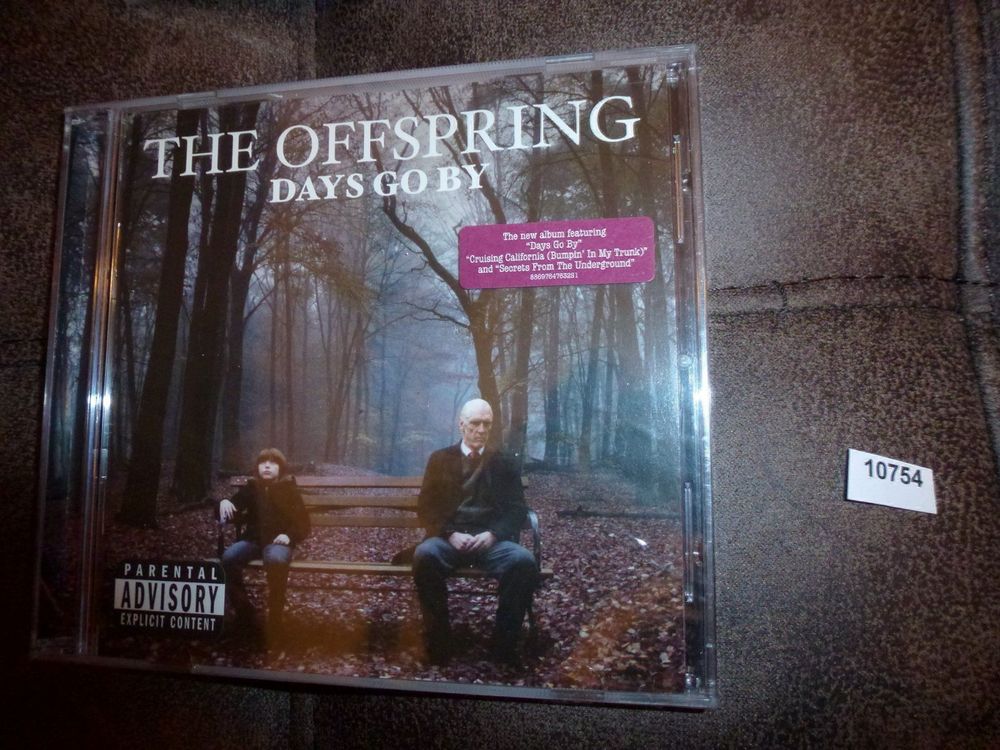 THE OFFSPRING
DAYS GO BY
The new album featuring
"Days Go By"
"Cruising California (Bumpin' In My Trunk)"
and "Secrets From The Underground"
88697647632S1
10754
PARENTAL
ADVISORY
EXPLICIT CONTENT